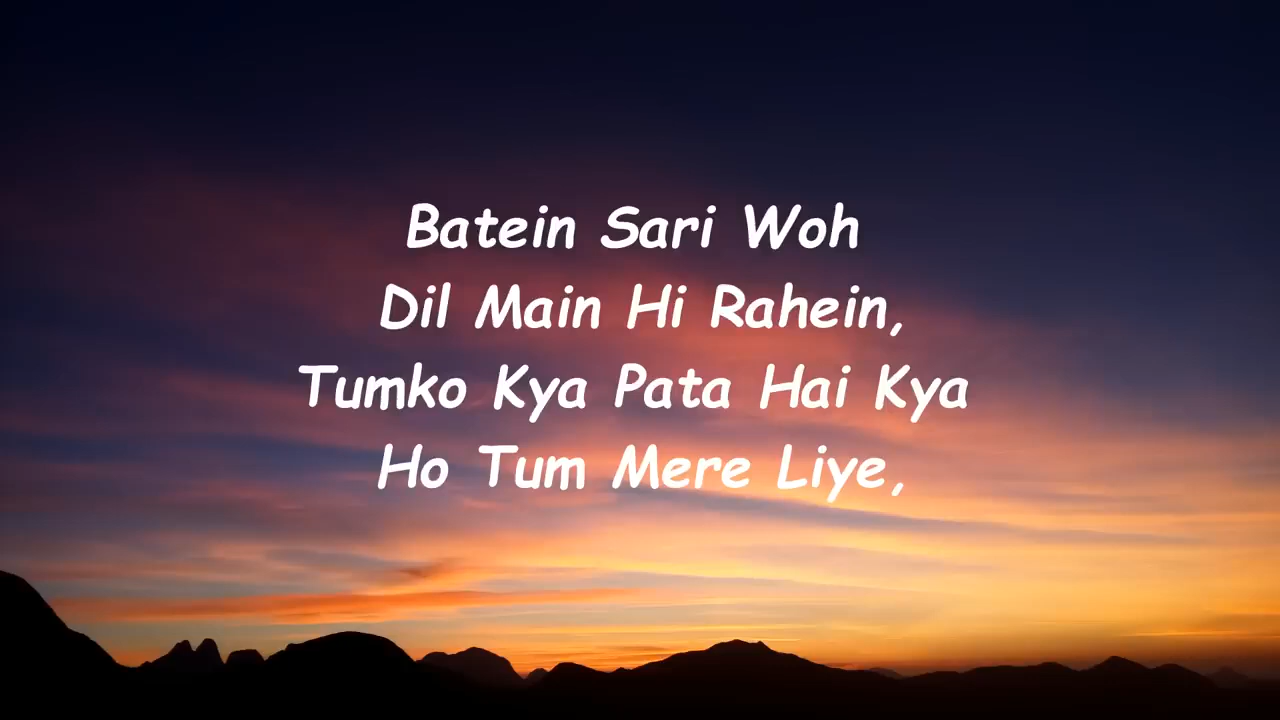 Batein Sari Woh
Dil Main Hi Rahein,
Tumko Kya Pata Hai Kya
Ho Tum Mere Liye,